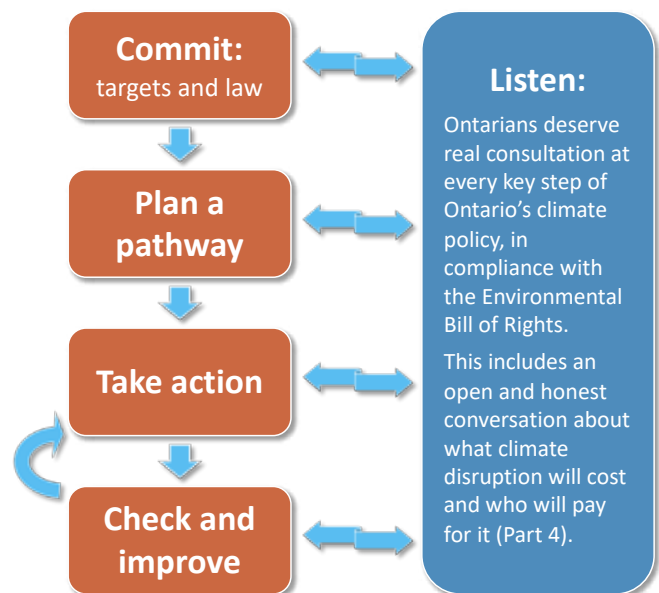 Commit:
targets and law
Plan a
pathway
Take action
Check and
improve
Listen:
Ontarians deserve
real consultation at
every key step of
Ontario’s climate
policy, in
compliance with
the Environmental
Bill of Rights.
This includes an
open and honest
conversation about
what climate
disruption will cost
and who will pay
for it (Part 4).